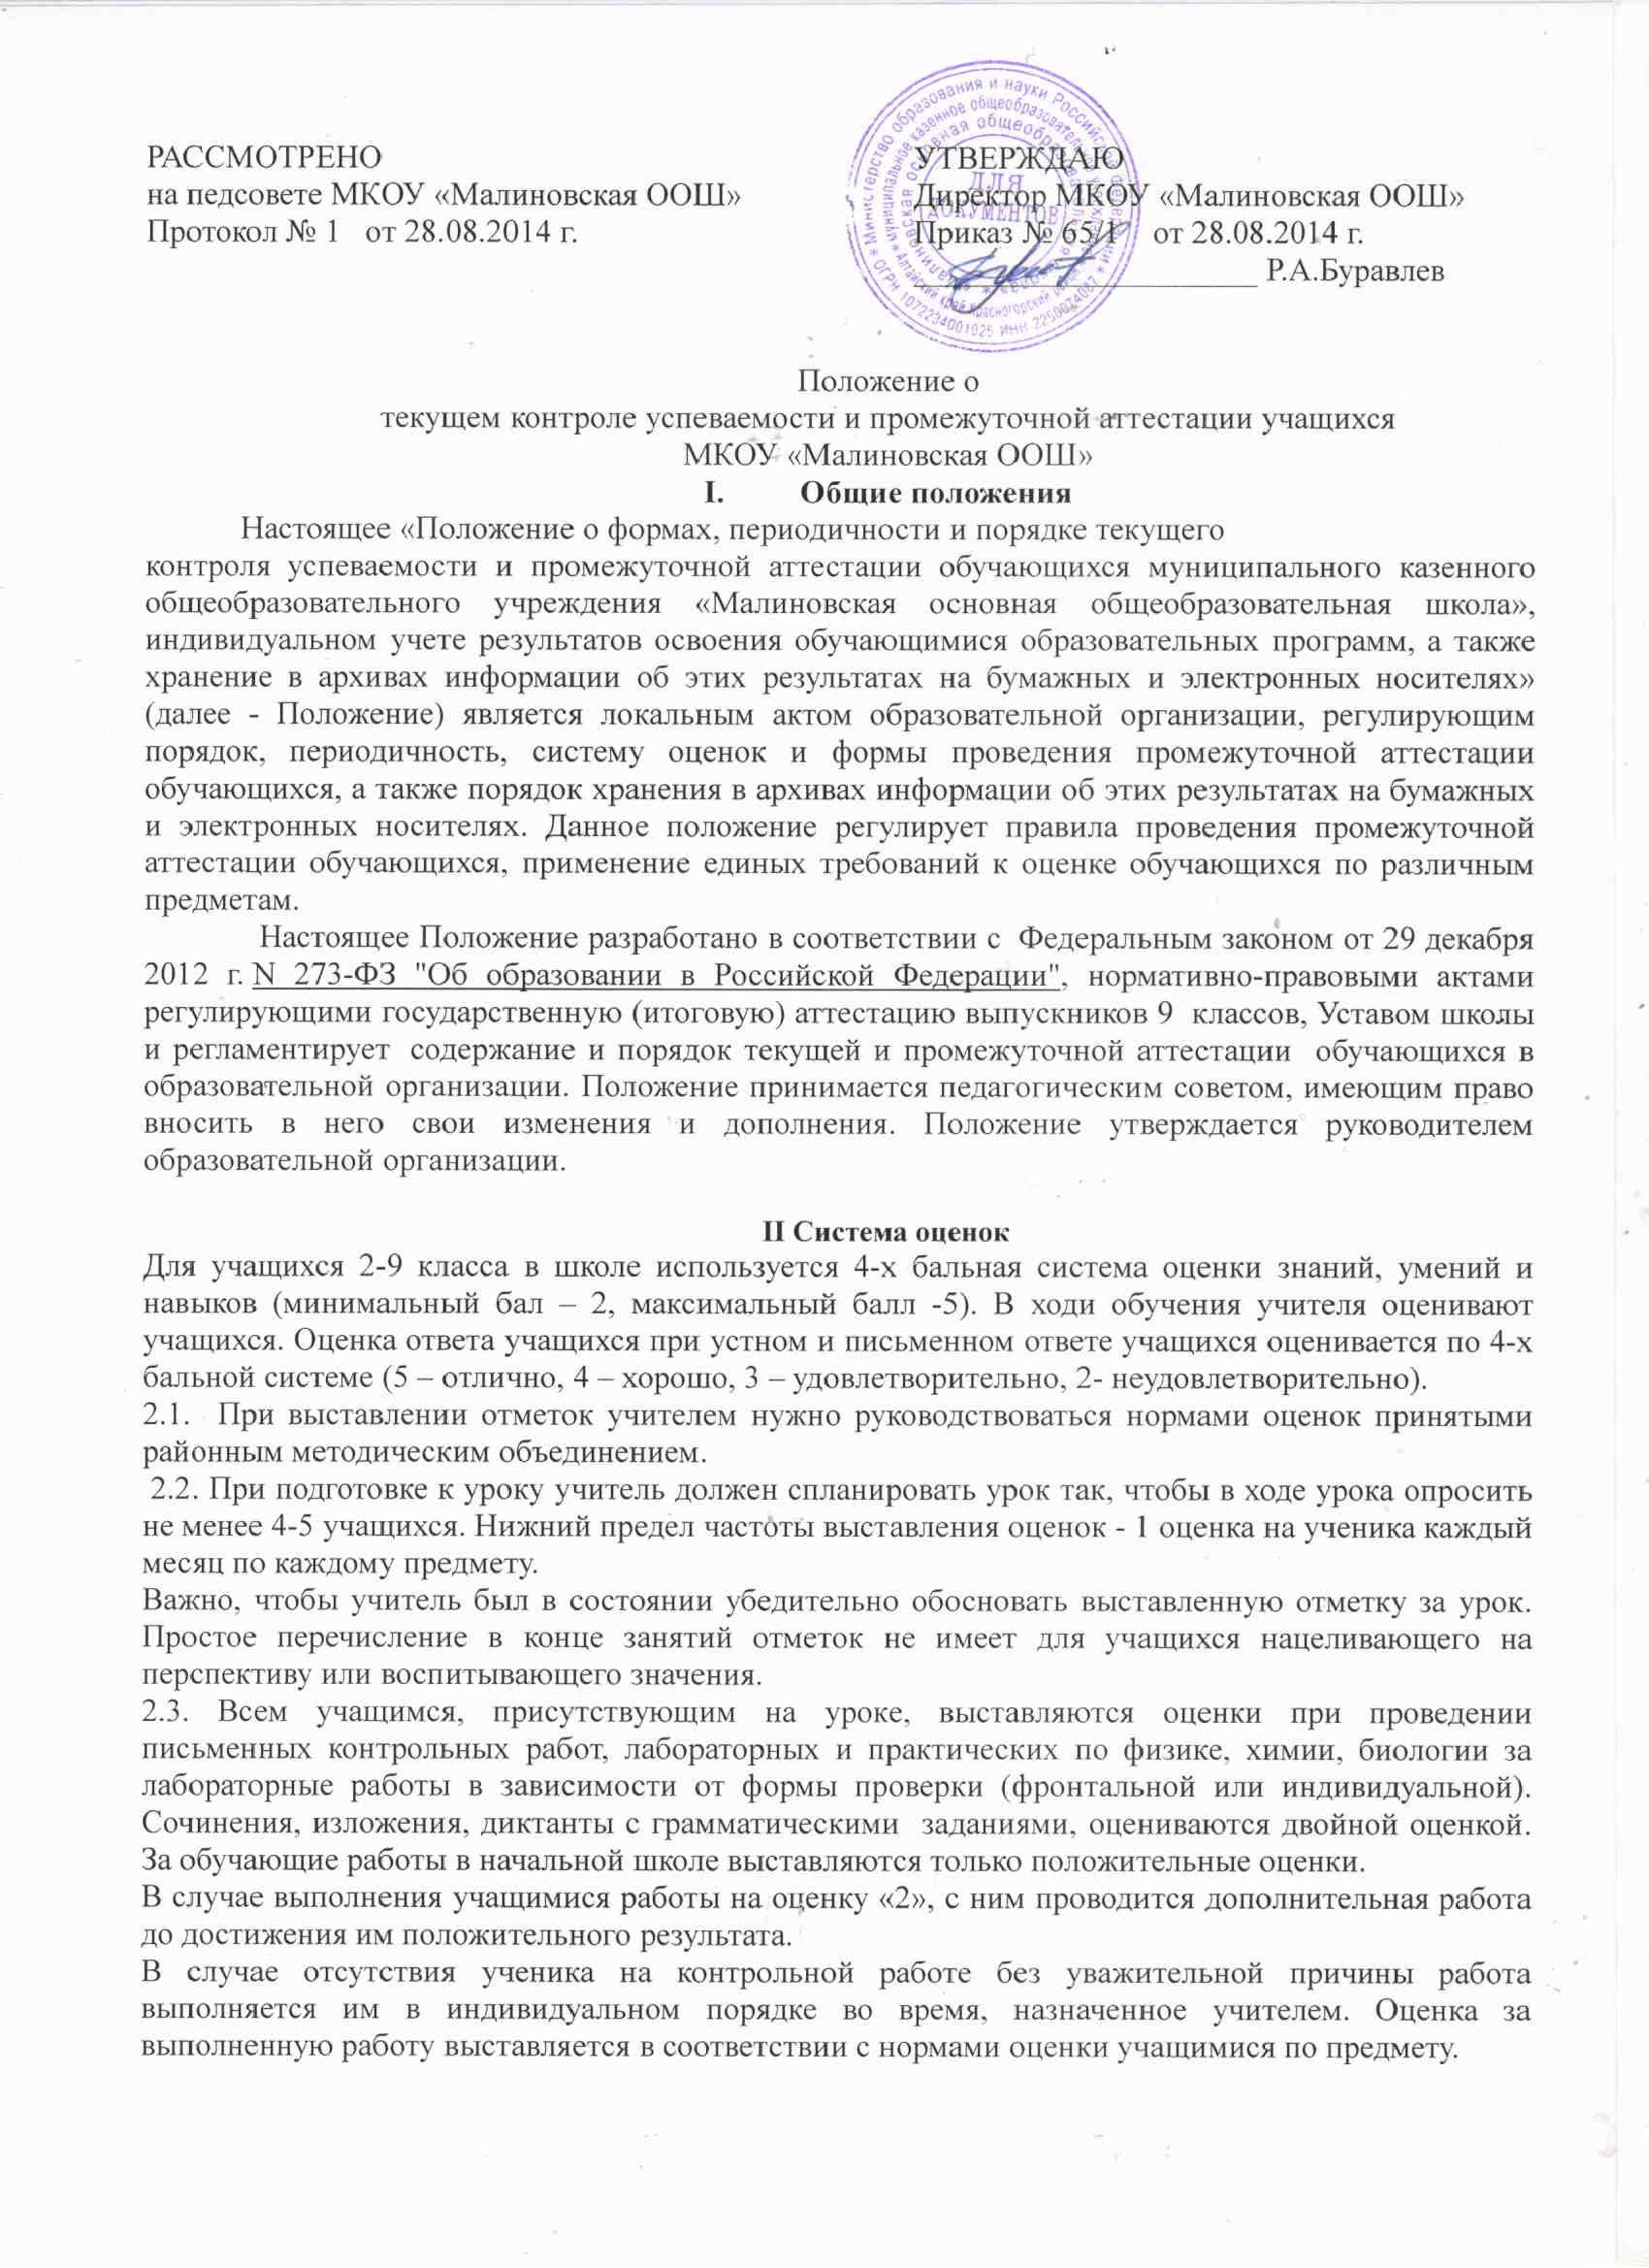 РАССМОТРЕНО
на педсовете МКОУ «Малиновская ООШ»
Протокол № 1 от 28.08.2014 г.
УТВЕРЖДАЮ
Директор МКОУ «Малиновская ООШ»
Приказ № 65/1 от 28.08.2014 г.
Р.А.Буравлев
Министерство образования и науки Российской Федерации
ОГРН 1072234001025 ИНН 2250074087
муниципальное казенное общеобразовательное учреждение
Алтайский край Красногорский район
ДЛЯ
ДОКУМЕНТОВ
Положение о
текущем контроле успеваемости и промежуточной аттестации учащихся
МКОУ «Малиновская ООШ»
I. Общие положения
Настоящее «Положение о формах, периодичности и порядке текущего
контроля успеваемости и промежуточной аттестации обучающихся муниципального казенного
общеобразовательного учреждения «Малиновская основная общеобразовательная школа»,
индивидуальном учете результатов освоения обучающимися образовательных программ, а также
хранение в архивах информации об этих результатах на бумажных и электронных носителях»
(далее - Положение) является локальным актом образовательной организации, регулирующим
порядок, периодичность, систему оценок и формы проведения промежуточной аттестации
обучающихся, а также порядок хранения в архивах информации об этих результатах на бумажных
и электронных носителях. Данное положение регулирует правила проведения промежуточной
аттестации обучающихся, применение единых требований к оценке обучающихся по различным
предметам.
Настоящее Положение разработано в соответствии с Федеральным законом от 29 декабря
2012 г. N 273-ФЗ "Об образовании в Российской Федерации", нормативно-правовыми актами
регулирующими государственную (итоговую) аттестацию выпускников 9 классов, Уставом школы
и регламентирует содержание и порядок текущей и промежуточной аттестации обучающихся в
образовательной организации. Положение принимается педагогическим советом, имеющим право
вносить в него свои изменения и дополнения. Положение утверждается руководителем
образовательной организации.
II Система оценок
Для учащихся 2-9 класса в школе используется 4-х бальная система оценки знаний, умений и
навыков (минимальный бал – 2, максимальный балл -5). В ходи обучения учителя оценивают
учащихся. Оценка ответа учащихся при устном и письменном ответе учащихся оценивается по 4-х
бальной системе (5 – отлично, 4 – хорошо, 3 – удовлетворительно, 2- неудовлетворительно).
2.1. При выставлении отметок учителем нужно руководствоваться нормами оценок принятыми
районным методическим объединением.
2.2. При подготовке к уроку учитель должен спланировать урок так, чтобы в ходе урока опросить
не менее 4-5 учащихся. Нижний предел частоты выставления оценок - 1 оценка на ученика каждый
месяц по каждому предмету.
Важно, чтобы учитель был в состоянии убедительно обосновать выставленную отметку за урок.
Простое перечисление в конце занятий отметок не имеет для учащихся нацеливающего на
перспективу или воспитывающего значения.
2.3. Всем учащимся, присутствующим на уроке, выставляются оценки при проведении
письменных контрольных работ, лабораторных и практических по физике, химии, биологии за
лабораторные работы в зависимости от формы проверки (фронтальной или индивидуальной).
Сочинения, изложения, диктанты с грамматическими заданиями, оцениваются двойной оценкой.
За обучающие работы в начальной школе выставляются только положительные оценки.
В случае выполнения учащимися работы на оценку «2», с ним проводится дополнительная работа
до достижения им положительного результата.
В случае отсутствия ученика на контрольной работе без уважительной причины работа
выполняется им в индивидуальном порядке во время, назначенное учителем. Оценка за
выполненную работу выставляется в соответствии с нормами оценки учащимися по предмету.